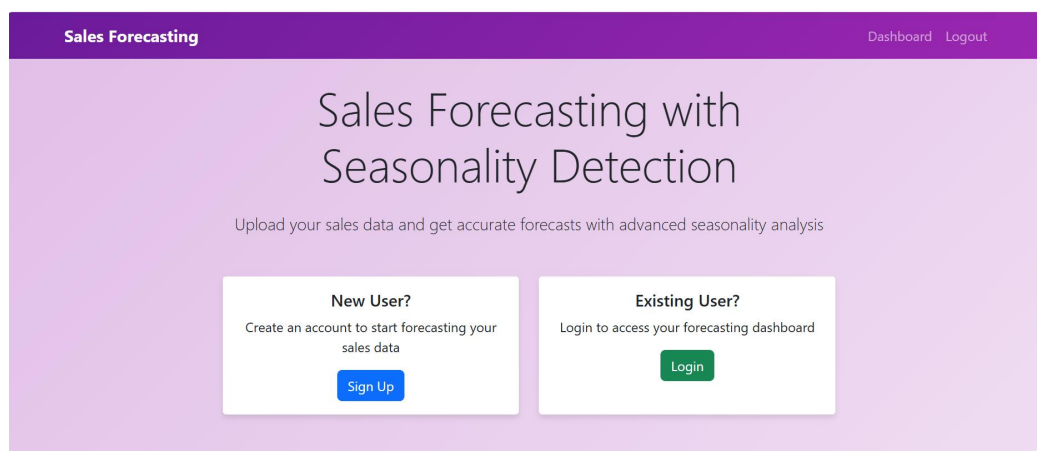 Sales Forecasting
Dashboard Logout
Sales Forecasting with
Seasonality Detection
Upload your sales data and get accurate forecasts with advanced seasonality analysis
New User?
Create an account to start forecasting your
sales data
Sign Up
Existing User?
Login to access your forecasting dashboard
Login